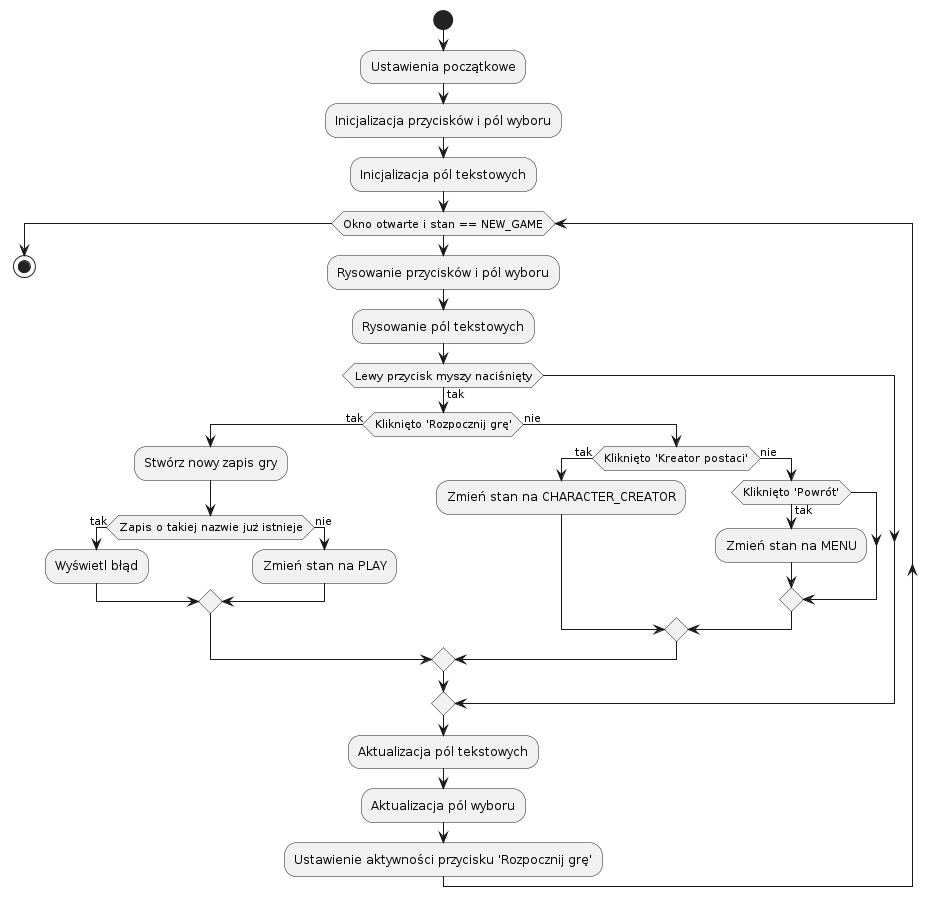 Ustawienia początkowe
Inicjalizacja przycisków i pól wyboru
Inicjalizacja pól tekstowych
Okno otwarte i stan == NEW_GAME
Rysowanie przycisków i pól wyboru
Rysowanie pól tekstowych
Lewy przycisk myszy naciśnięty
tak
tak
Kliknięto 'Rozpocznij grę'
nie
Stwórz nowy zapis gry
tak
Zapis o takiej nazwie już istnieje
nie
Wyświetl błąd
Zmień stan na PLAY
tak
Kliknięto 'Kreator postaci'
nie
Zmień stan na CHARACTER_CREATOR
Kliknięto 'Powrót'
tak
Zmień stan na MENU
Aktualizacja pól tekstowych
Aktualizacja pól wyboru
Ustawienie aktywności przycisku 'Rozpocznij grę'